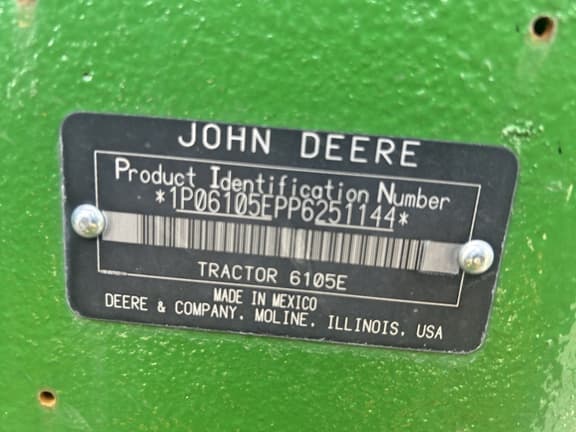 JOHN DEERE
Product Identification Number
*1P06105EPP6251144*
TRACTOR 6105E
MADE IN MEXICO
DEERE & COMPANY, MOLINE, ILLINOIS, USA